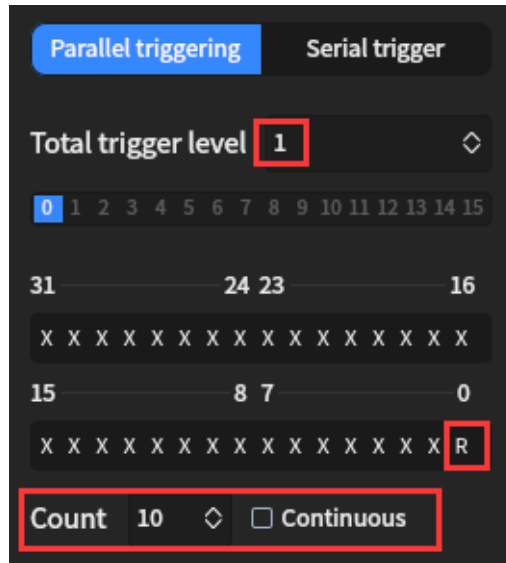 Parallel triggering Serial trigger
Total trigger level 1
0 1 2 3 4 5 6 7 8 9 10 11 12 13 14 15
31 24 23 16
X X X X X X X X X X X X X X X X
15 8 7 0
X X X X X X X X X X X X X X X R
Count 10 Continuous